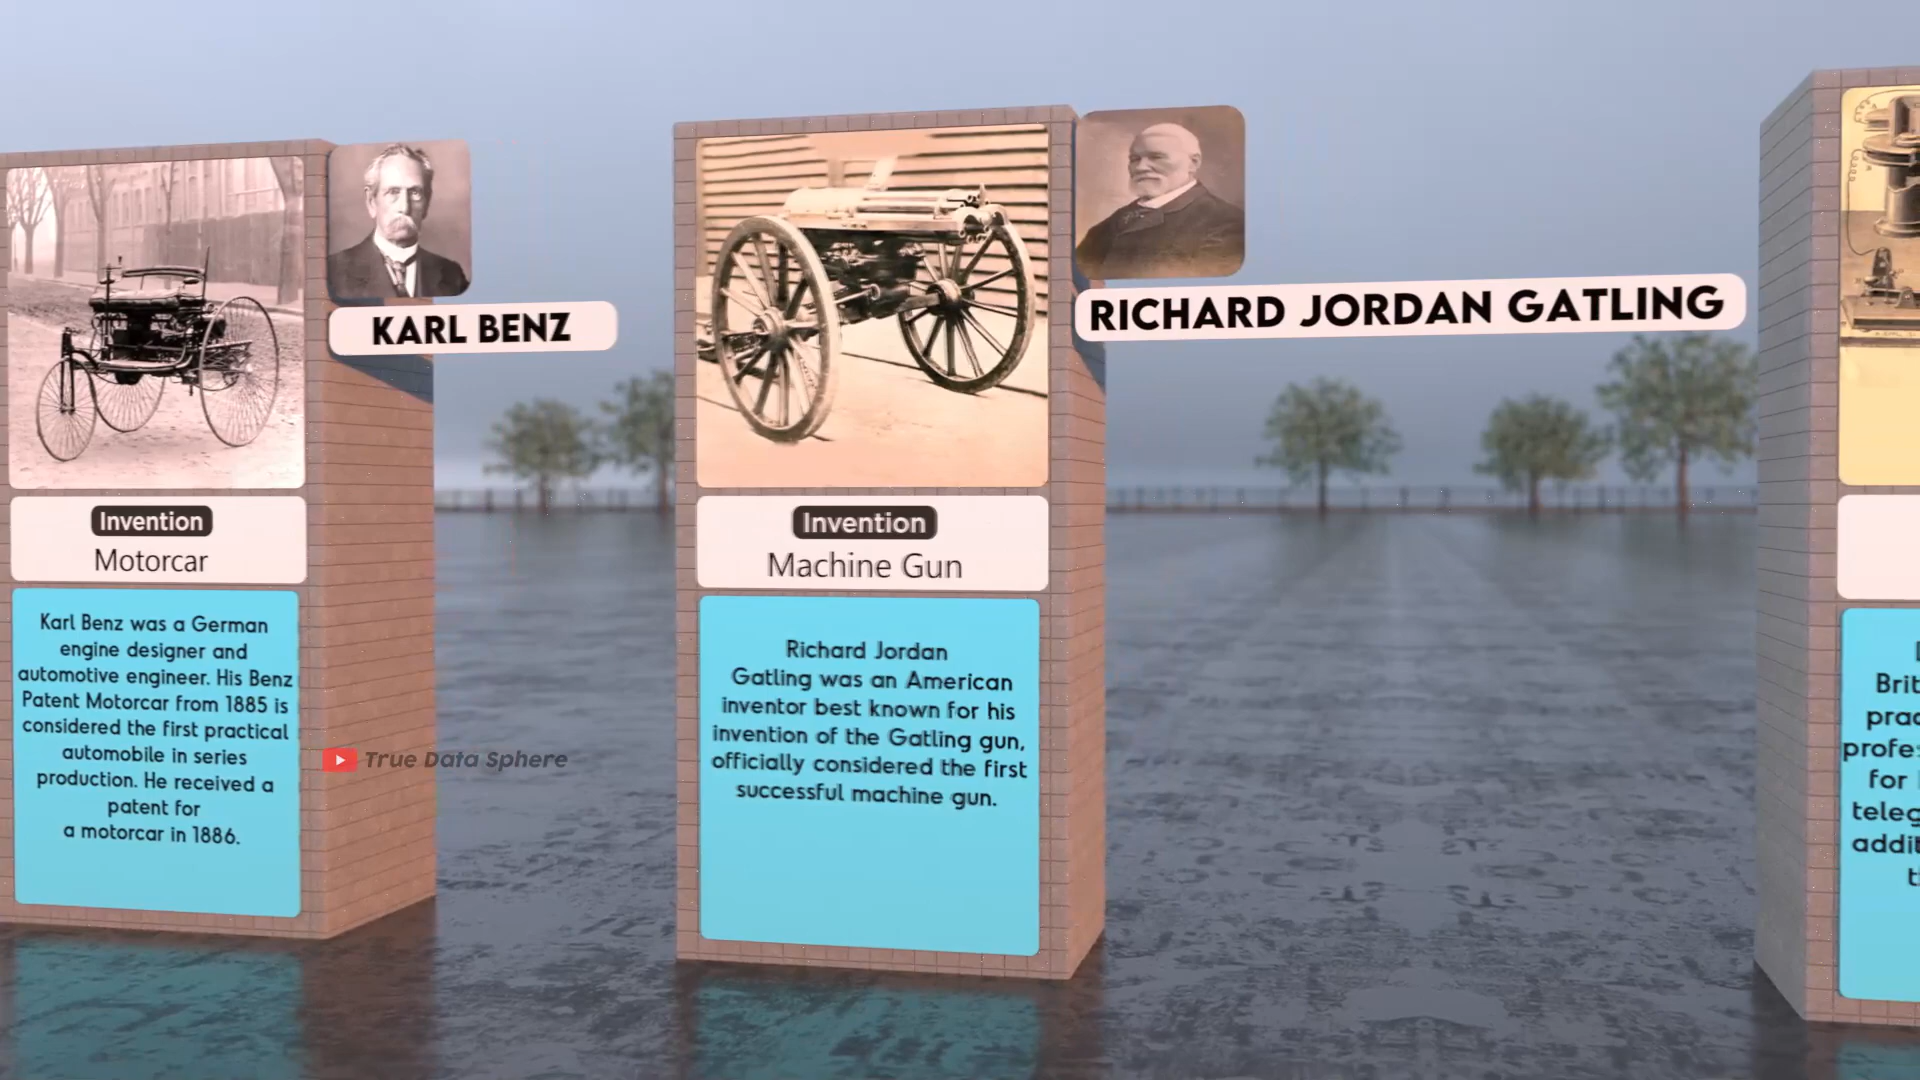 KARL BENZ
Invention
Motorcar
Karl Benz was a German
engine designer and
automotive engineer. His Benz
Patent Motorcar from 1885 is
considered the first practical
automobile in series
production. He received a
patent for
a motorcar in 1886.
True Data Sphere
RICHARD JORDAN GATLING
Invention
Machine Gun
Richard Jordan
Gatling was an American
inventor best known for his
invention of the Gatling gun,
officially considered the first
successful machine gun.
for